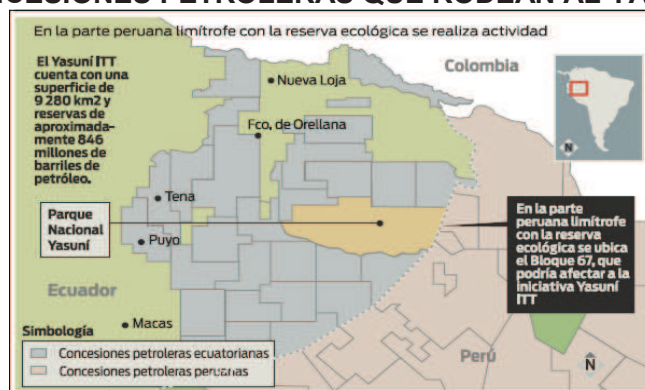 En la parte peruana limítrofe con la reserva ecológica se realiza actividad
El Yasuní ITT
cuenta con una
superficie de
9 280 km2 y
reservas de
aproximada-
mente 846
millones de
barriles de
petróleo.
Colombia
Nueva Loja
Fco. de Orellana
N
Tena
Parque
Nacional
Yasuní
Puyo
En la parte
peruana limítrofe
con la reserva
ecológica se ubica
el Bloque 67, que
podría afectar a la
iniciativa Yasuní
ITT
Ecuador
Macas
Simbología
Concesiones petroleras ecuatorianas
Concesiones petroleras peruanas
Perú
N